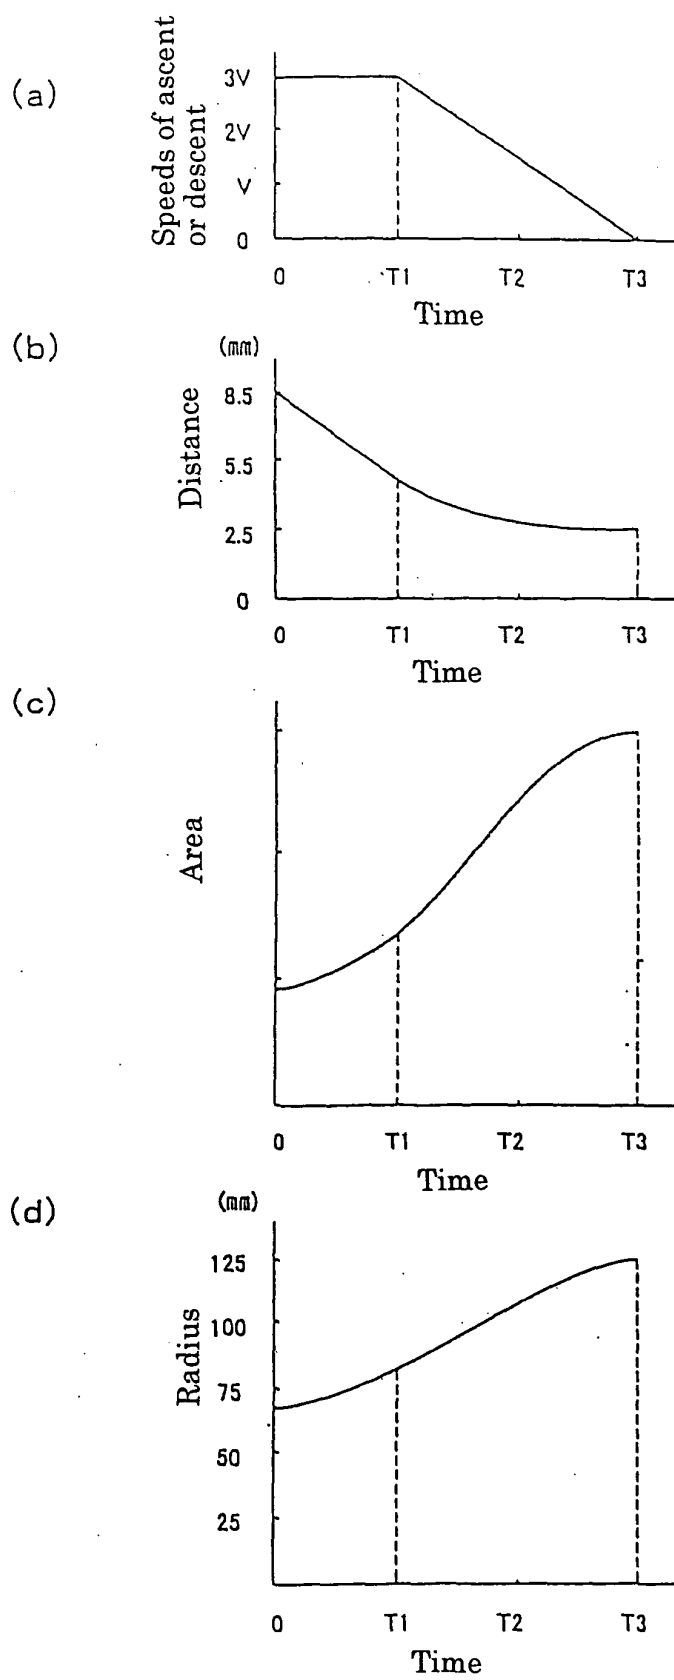 (a)
Speeds of ascent
or descent
3V
2V
V
0
0 T1 T2 T3
Time
(b)
(mm)
Distance
8.5
5.5
2.5
0
0 T1 T2 T3
Time
(c)
Area
0 T1 T2 T3
Time
(d)
(mm)
Radius
125
100
75
50
25
0 T1 T2 T3
Time